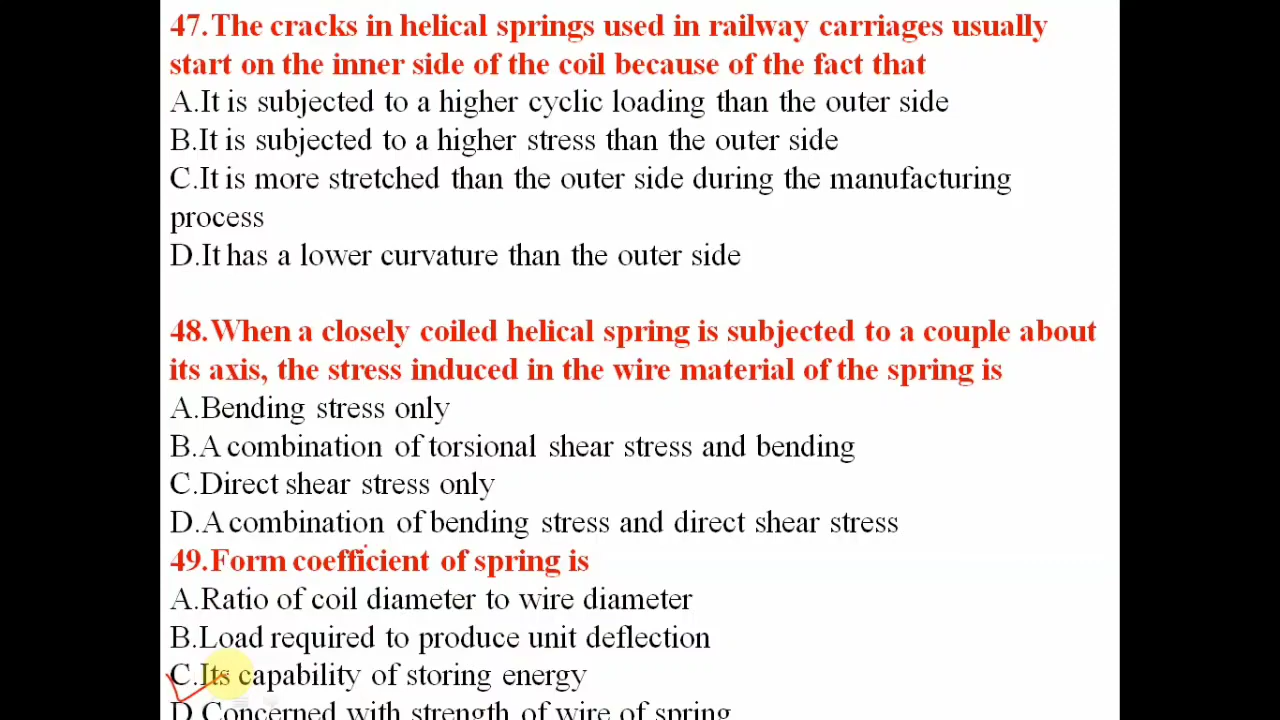 47.The cracks in helical springs used in railway carriages usually
start on the inner side of the coil because of the fact that
A.It is subjected to a higher cyclic loading than the outer side
B.It is subjected to a higher stress than the outer side
C.It is more stretched than the outer side during the manufacturing
process
D.It has a lower curvature than the outer side
48.When a closely coiled helical spring is subjected to a couple about
its axis, the stress induced in the wire material of the spring is
A.Bending stress only
B.A combination of torsional shear stress and bending
C.Direct shear stress only
D.A combination of bending stress and direct shear stress
49.Form coefficient of spring is
A.Ratio of coil diameter to wire diameter
B.Load required to produce unit deflection
C.Its capability of storing energy
D.Concerned with strength of wire of spring